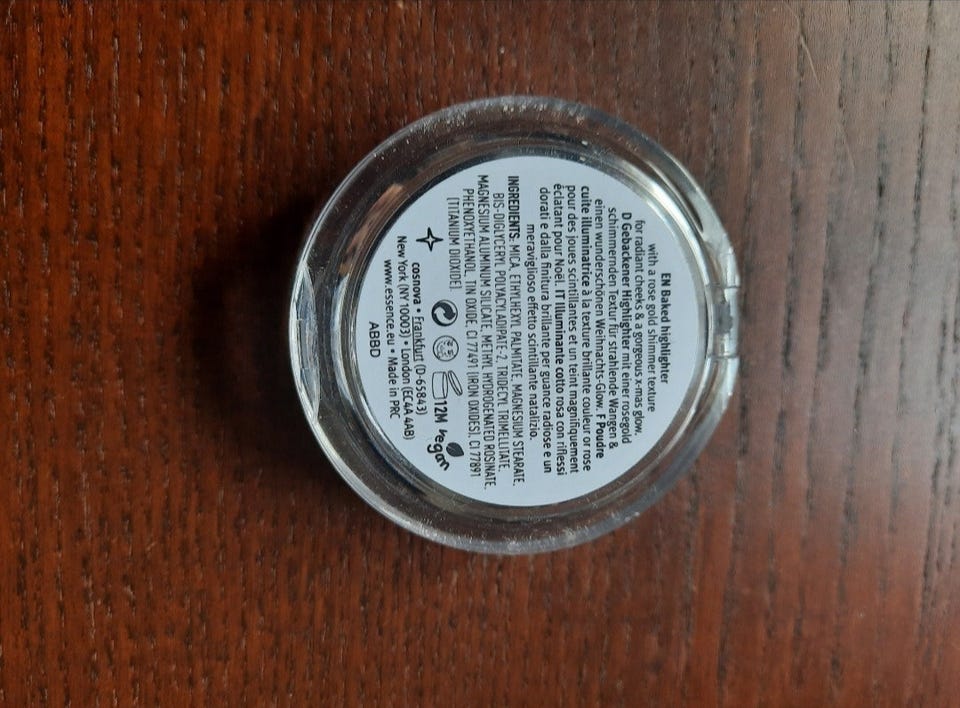 EN Baked highlighter
with a rose gold shimmer texture
for radiant cheeks & a gorgeous x-mas glow.
D Gebackener Highlighter mit einer rosegold
schimmernden Textur für strahlende Wangen &
einen wunderschönen Weihnachts-Glow. F Poudre
cuite illuminatrice à la texture brillante couleur or rose
pour des joues scintillantes et un teint magnifiquement
éclatant pour Noël. IT Illuminante cotto rosa con riflessi
dorati e dalla finitura brillante per guance radiose e un
meraviglioso effetto scintillante natalizio.
INGREDIENTS: MICA, ETHYLHEXYL PALMITATE, MAGNESIUM STEARATE,
BIS-DIGLYCERYL POLYACYLADIPATE-2, TRIDECYL TRIMELLITATE,
MAGNESIUM ALUMINUM SILICATE, METHYL HYDROGENATED ROSINATE,
PHENOXYETHANOL, TIN OXIDE, CI 77491 (IRON OXIDES), CI 77891
(TITANIUM DIOXIDE).
12M vegan
cosnova • Frankfurt (D-65843)
New York (NY 10003) • London (EC4A 4AB)
www.essence.eu • Made in PRC
ABBD